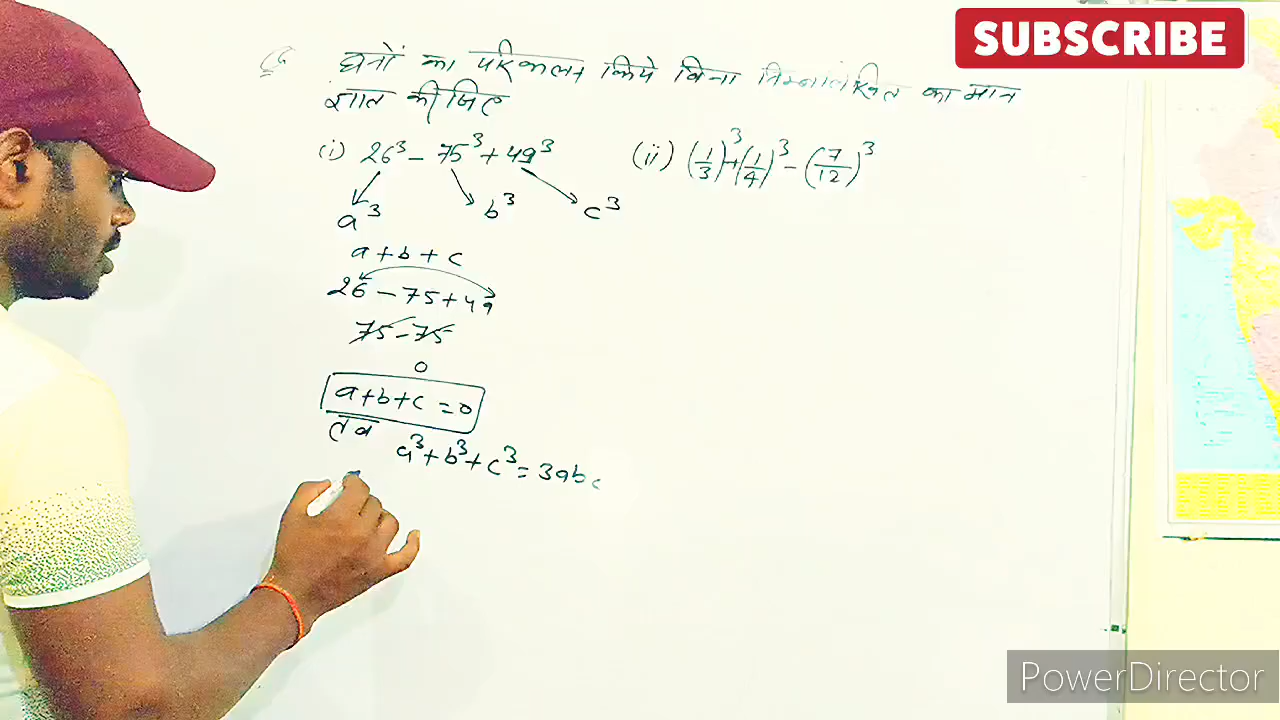 SUBSCRIBE
Q घनों का परिकलन किये बिना निम्नलिखित का मान
ज्ञात कीजिए
(i) 26³ - 75³ + 49³
(ii) (1/3)³ + (1/4)³ - (7/12)³
a³ b³ c³
a + b + c
26 - 75 + 49
75 - 75
0
a + b + c = 0
तब
a³ + b³ + c³ = 3abc
PowerDirector